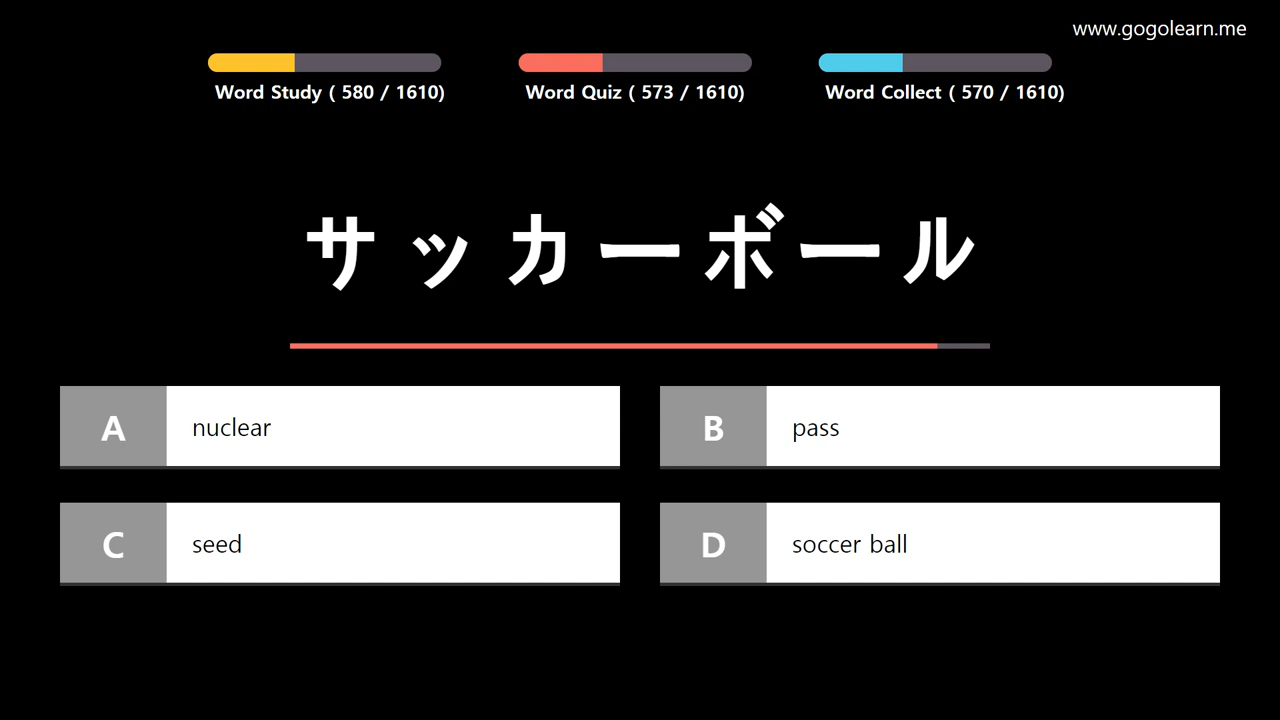 www.gogolearn.me
Word Study ( 580 / 1610)
Word Quiz ( 573 / 1610)
Word Collect ( 570 / 1610)
サッカーボール
A nuclear
B pass
C seed
D soccer ball